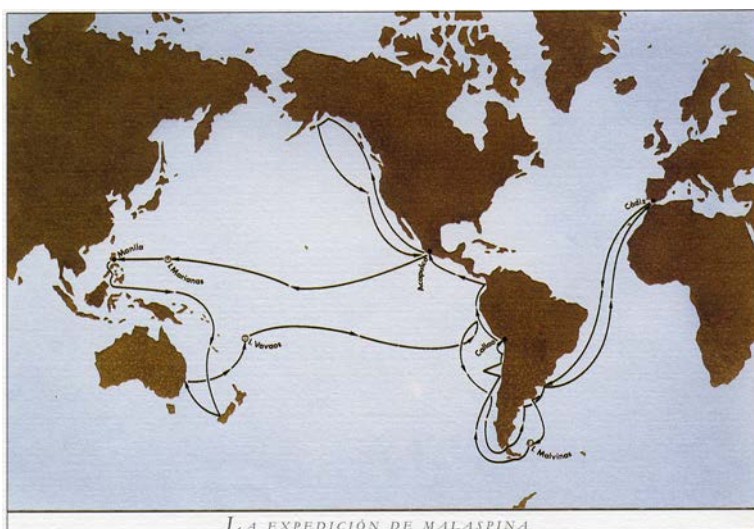 Cádiz
Manila
I. Marianas
Acapulco
I. Vavaos
Callao
I. Malvinas
LA EXPEDICIÓN DE MALASPINA